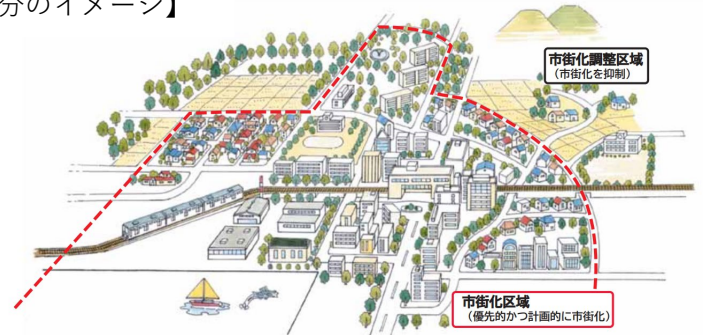 分のイメージ】
市街化調整区域
（市街化を抑制）
市街化区域
（優先的かつ計画的に市街化）